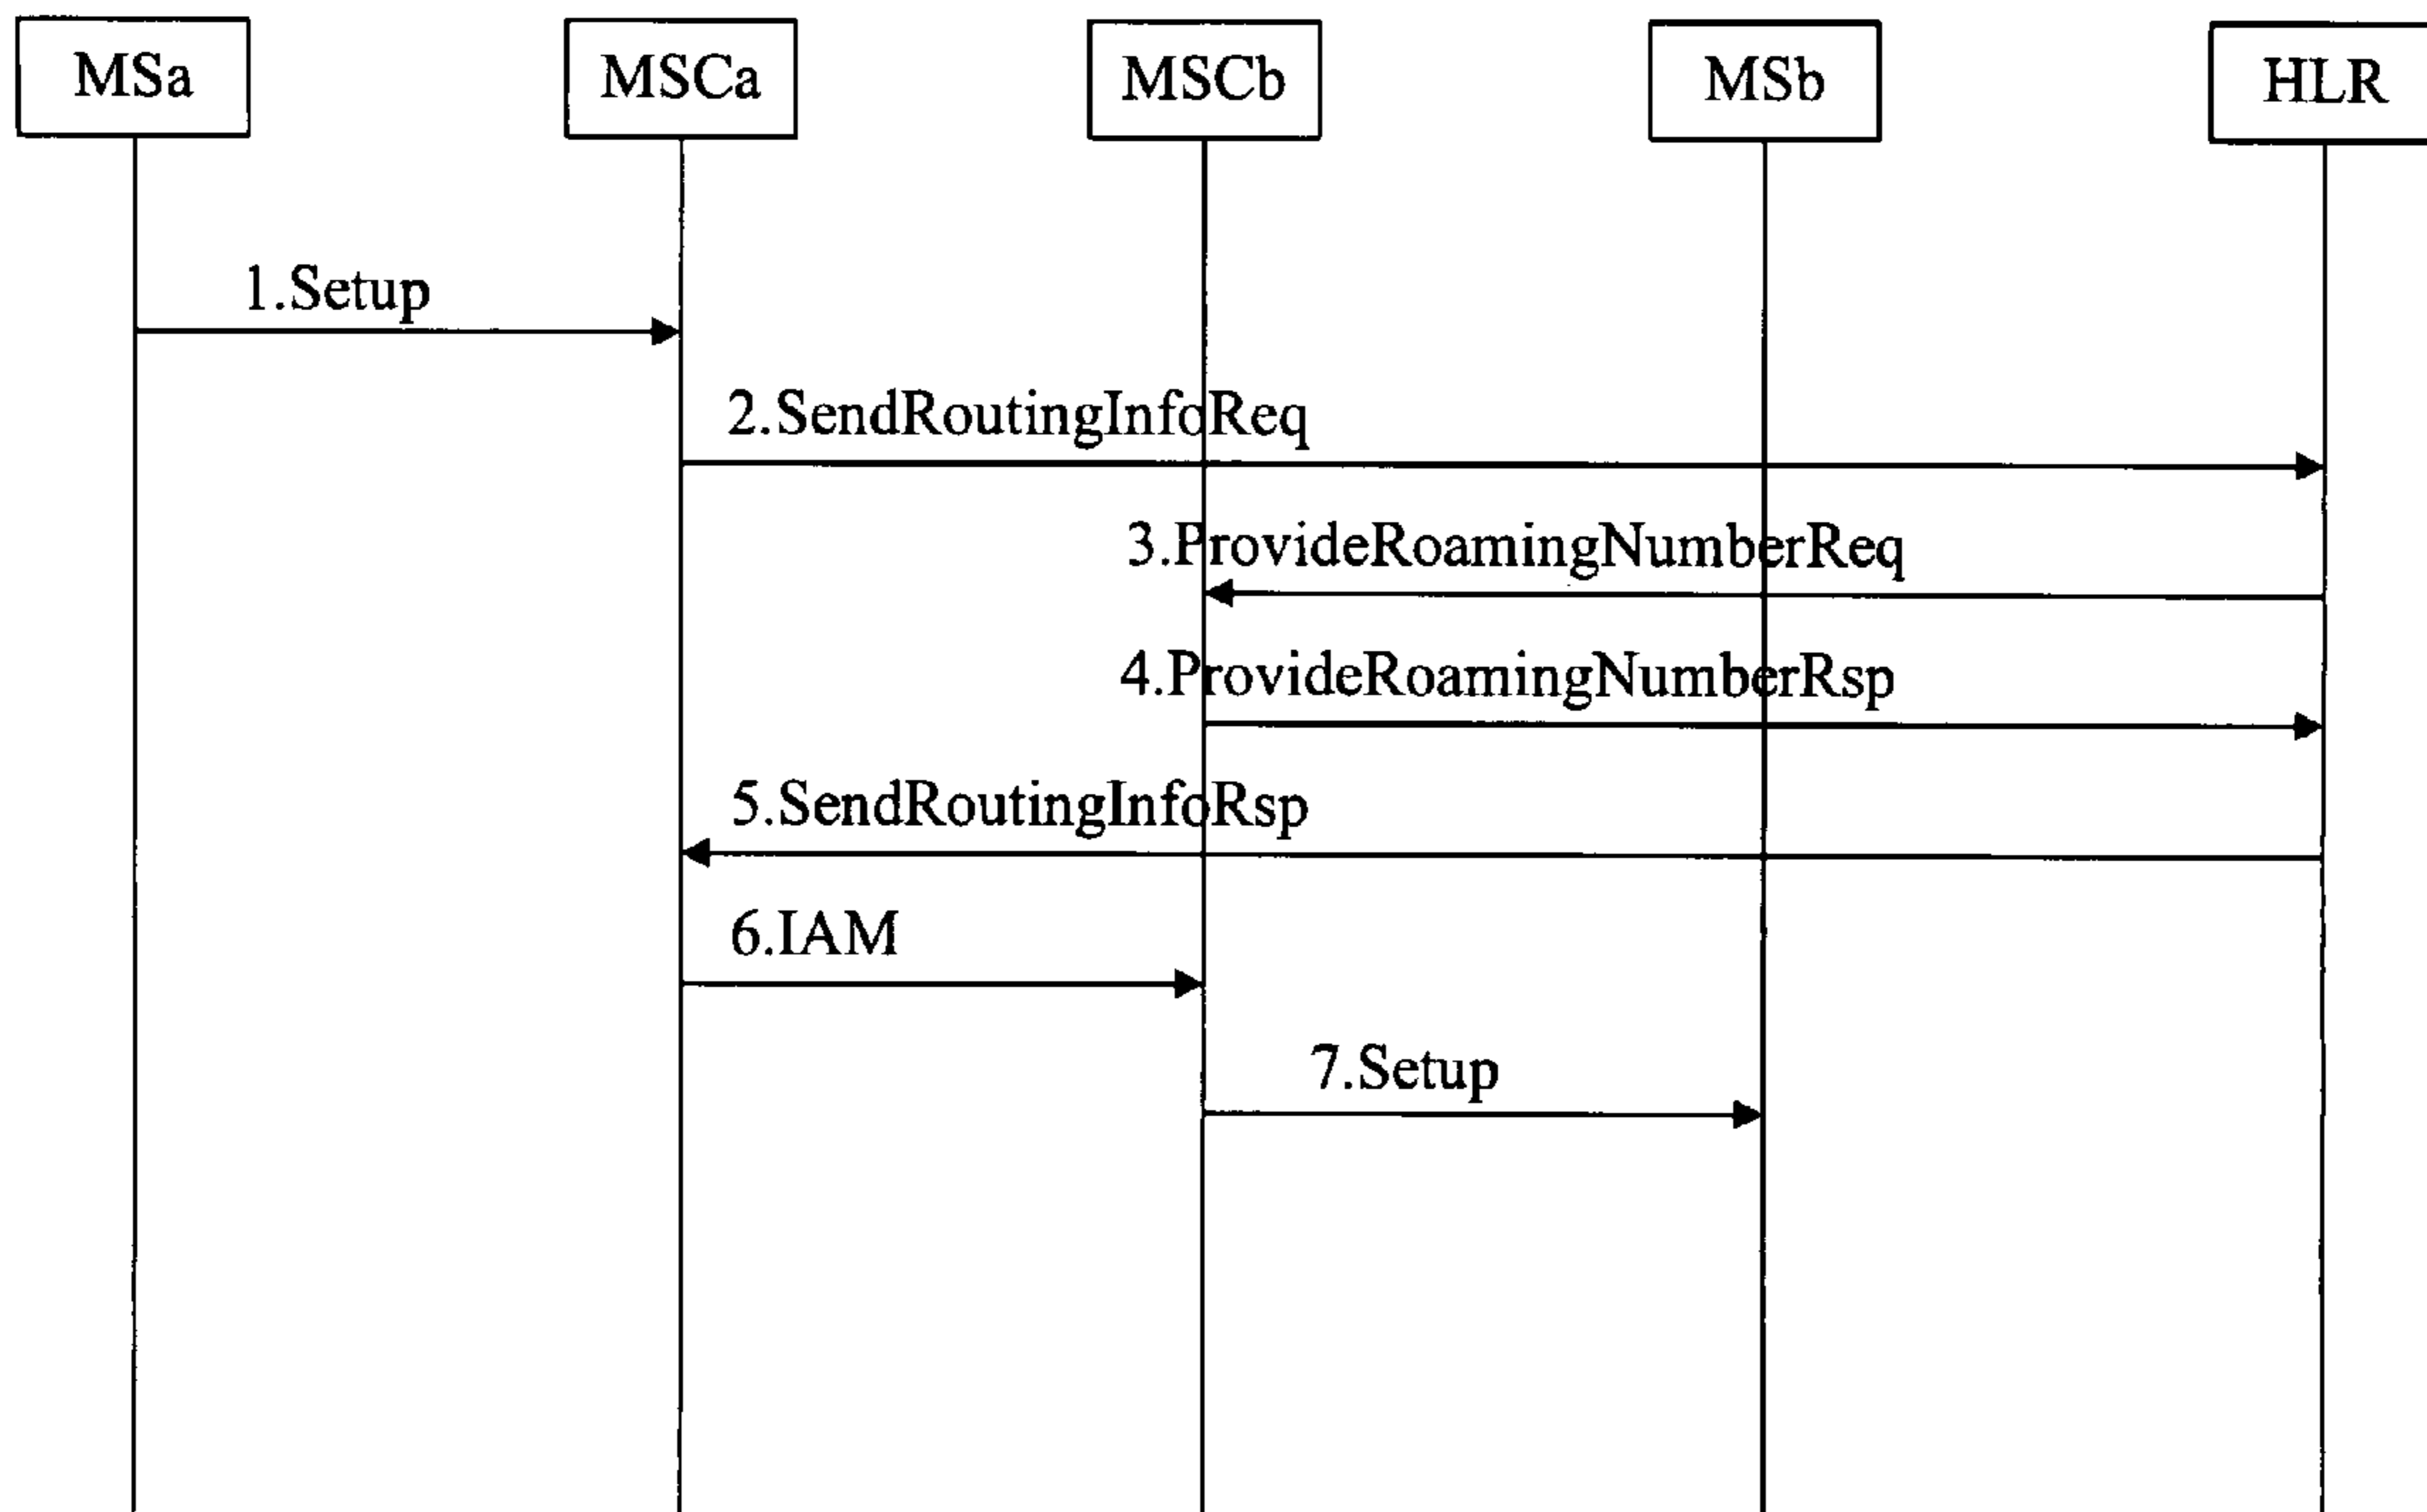 MSa
MSCa
MSCb
MSb
HLR
1.Setup
2.SendRoutingInfoReq
3.ProvideRoamingNumberReq
4.ProvideRoamingNumberRsp
5.SendRoutingInfoRsp
6.IAM
7.Setup